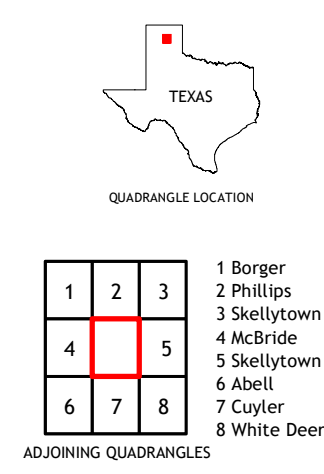 TEXAS
QUADRANGLE LOCATION
1 2 3
4 5
6 7 8
1 Borger
2 Phillips
3 Skellytown
4 McBride
5 Skellytown
6 Abell
7 Cuyler
8 White Deer
ADJOINING QUADRANGLES